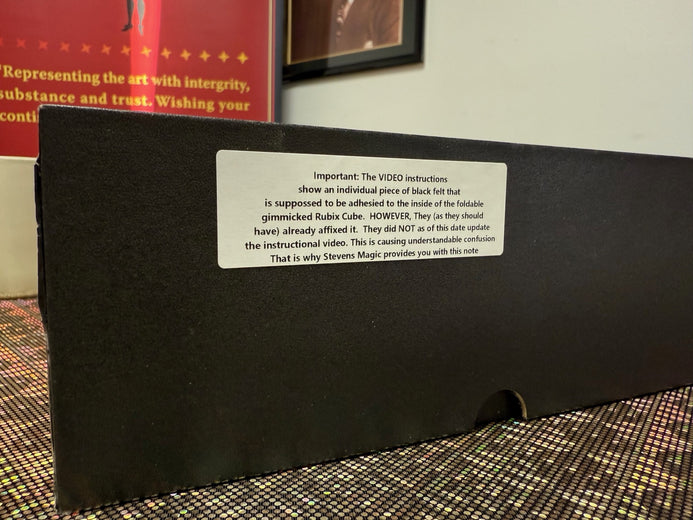 "Representing the art with intergrity,
substance and trust. Wishing your
conti
Important: The VIDEO instructions
show an individual piece of black felt that
is suppossed to be adhesied to the inside of the foldable
gimmicked Rubix Cube. HOWEVER, They (as they should
have) already affixed it. They did NOT as of this date update
the instructional video. This is causing understandable confusion
That is why Stevens Magic provides you with this note